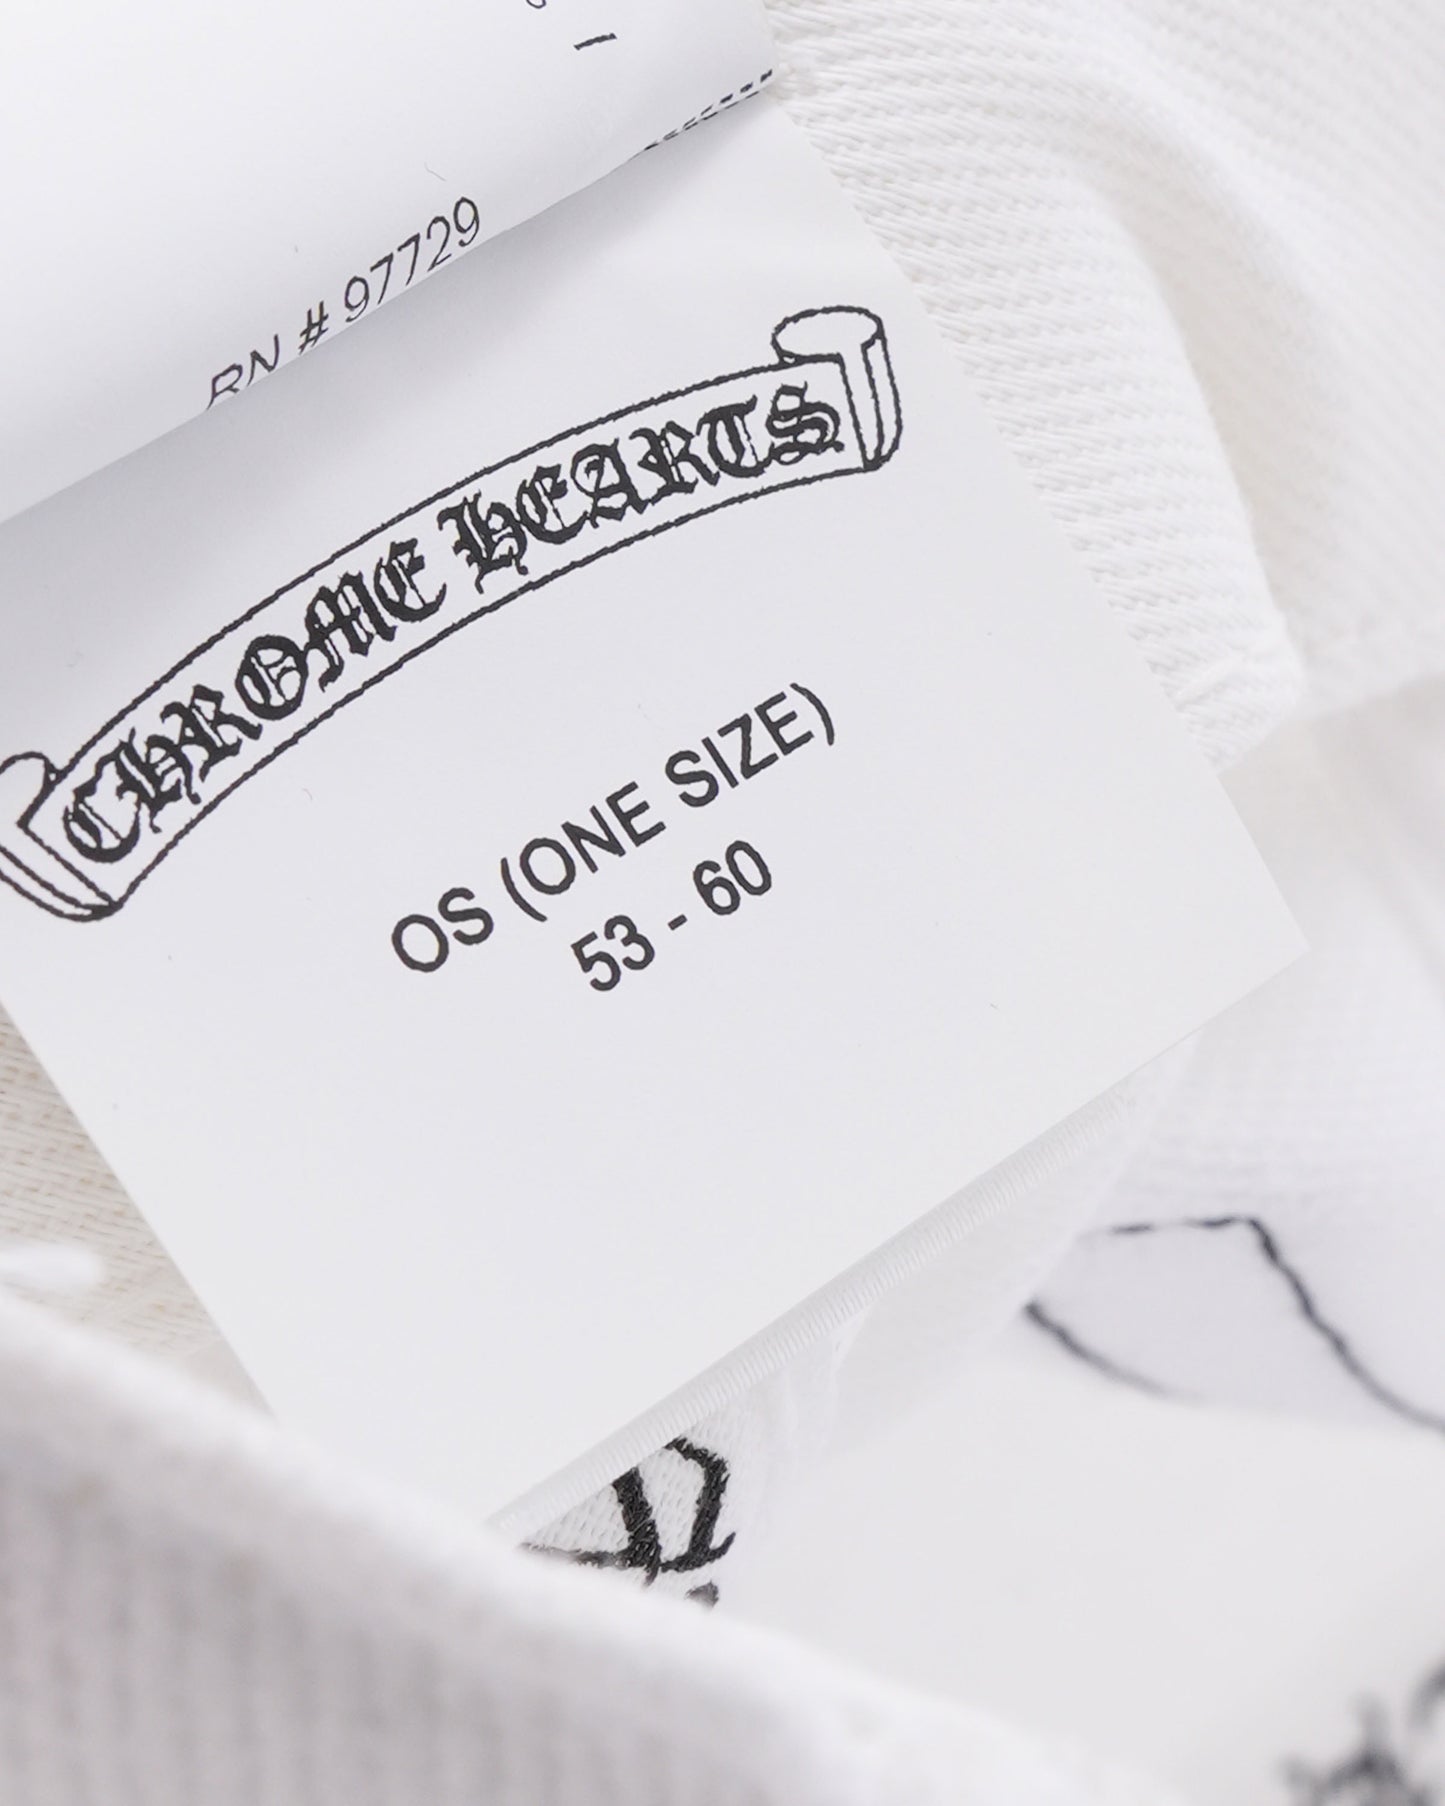 RN # 97729
CHROME HEARTS
OS (ONE SIZE)
53 - 60